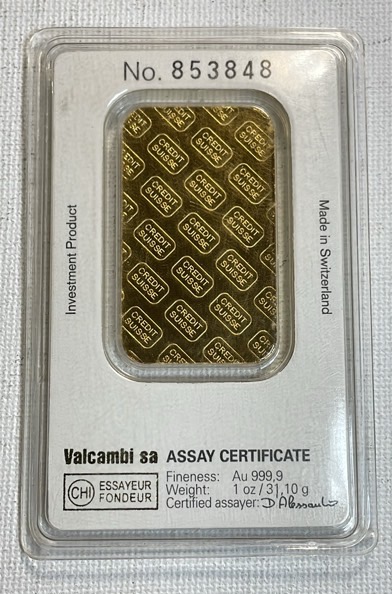 No. 853848
CREDIT
SUISSE
Investment Product
Made in Switzerland
Valcambi sa ASSAY CERTIFICATE
CHI ESSAYEUR
FONDEUR
Fineness: Au 999,9
Weight: 1 oz / 31,10 g
Certified assayer: